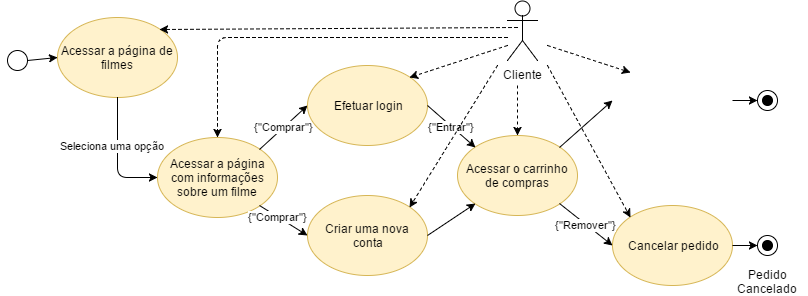 Acessar a página de
filmes
Cliente
Efetuar login
{"Comprar"}
{"Entrar"}
Seleciona uma opção
Acessar a página
com informações
sobre um filme
Acessar o carrinho
de compras
{"Comprar"}
Criar uma nova
conta
{"Remover"}
Cancelar pedido
Pedido
Cancelado